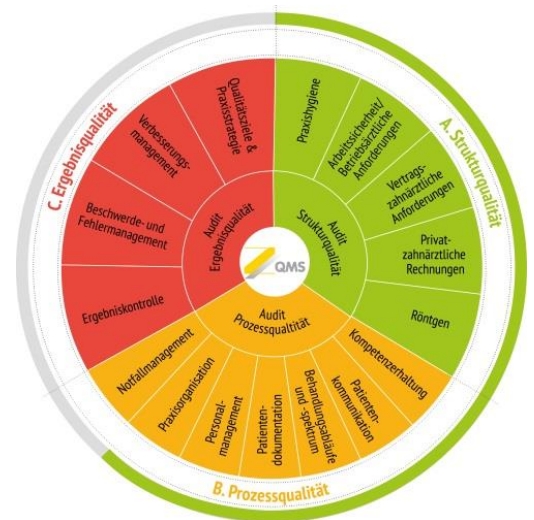 A. Strukturqualität
Praxishygiene
Arbeitssicherheit/
Betriebsärztliche
Anforderungen
Vertrags-
zahnärztliche
Anforderungen
Privat-
zahnärztliche
Rechnungen
Röntgen
Audit
Strukturqualität
B. Prozessqualität
Kompetenzerhaltung
Patienten-
kommunikation
Behandlungsabläufe
und -spektrum
Patienten-
dokumentation
Personal-
management
Praxisorganisation
Notfallmanagement
Audit
Prozessqualtität
C. Ergebnisqualität
Ergebniskontrolle
Beschwerde- und
Fehlermanagement
Verbesserungs-
management
Qualitätsziele &
Praxisstrategie
Audit
Ergebnisqualität
QMS